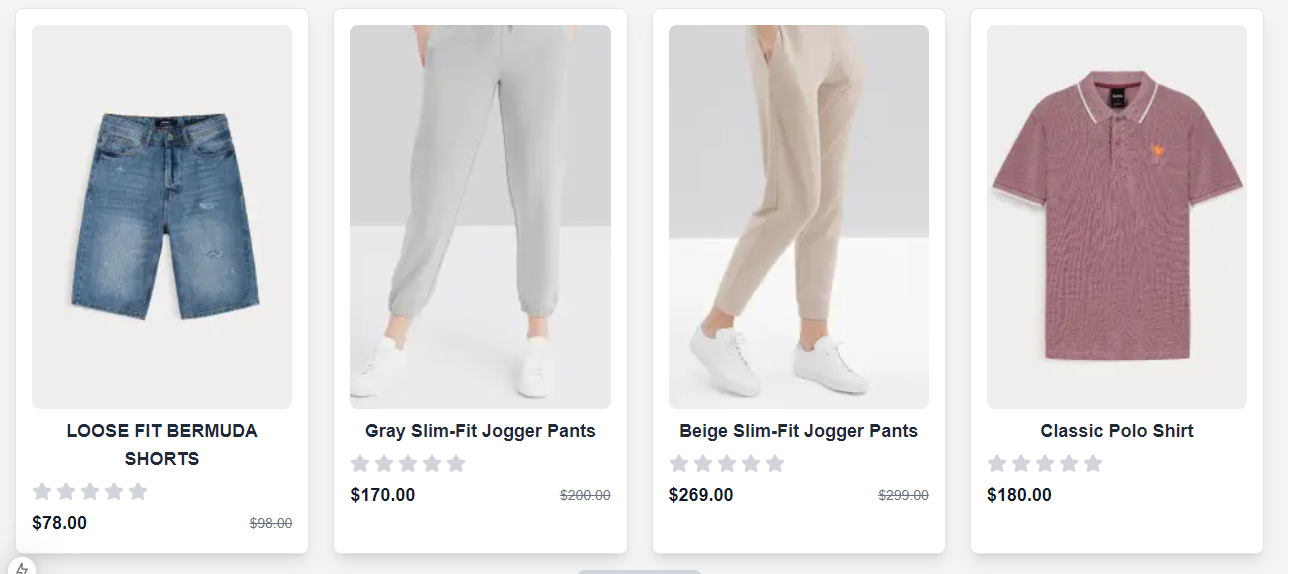 LOOSE FIT BERMUDA
SHORTS
$78.00 $98.00
Gray Slim-Fit Jogger Pants
$170.00 $200.00
Beige Slim-Fit Jogger Pants
$269.00 $299.00
Classic Polo Shirt
$180.00